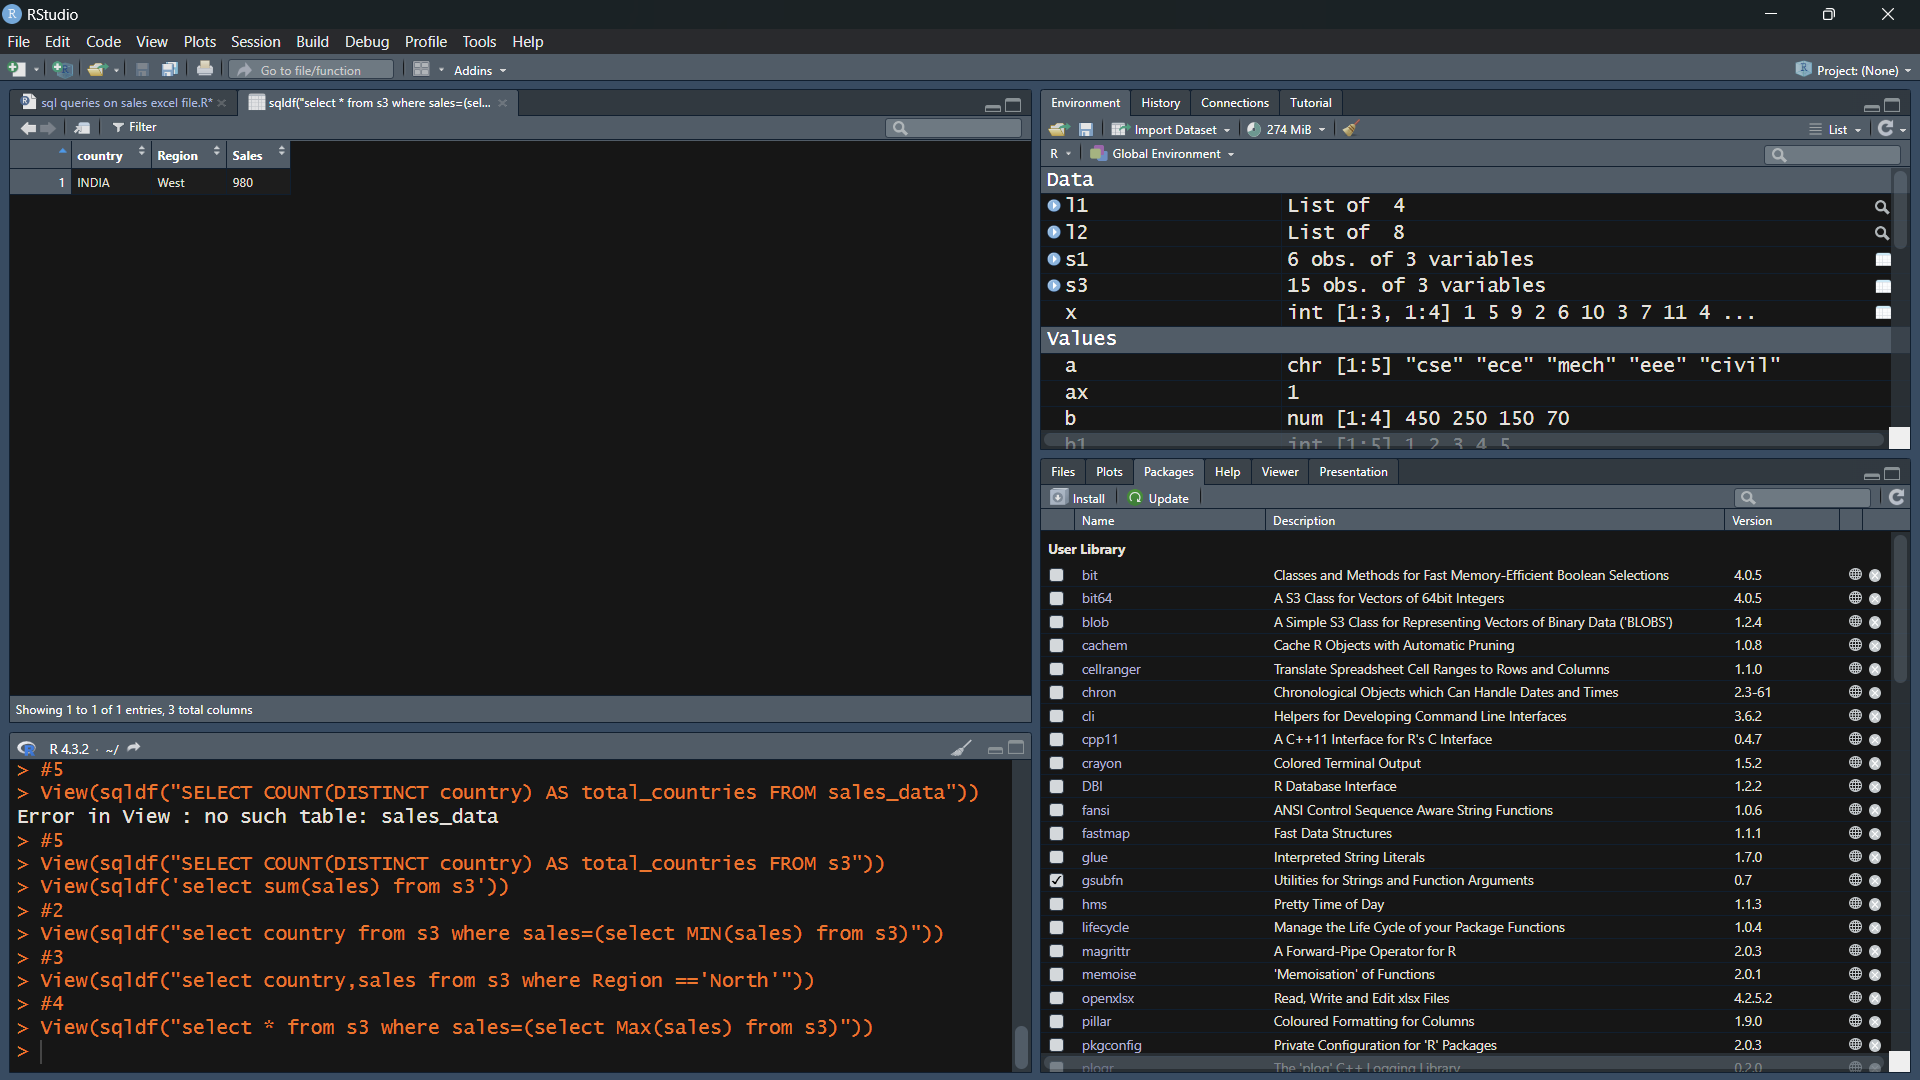 RStudio
File Edit Code View Plots Session Build Debug Profile Tools Help
Go to file/function Addins Project: (None)
sql queries on sales excel file.R* sqldf("select * from s3 where sales=(sel...
Filter
country Region Sales
1 INDIA West 980
Showing 1 to 1 of 1 entries, 3 total columns
R 4.3.2 · ~/
> #5
> View(sqldf("SELECT COUNT(DISTINCT country) AS total_countries FROM sales_data"))
Error in View : no such table: sales_data
> #5
> View(sqldf("SELECT COUNT(DISTINCT country) AS total_countries FROM s3"))
> View(sqldf('select sum(sales) from s3'))
> #2
> View(sqldf("select country from s3 where sales=(select MIN(sales) from s3)"))
> #3
> View(sqldf("select country,sales from s3 where Region =='North'"))
> #4
> View(sqldf("select * from s3 where sales=(select Max(sales) from s3)"))
>
Environment History Connections Tutorial
Import Dataset 274 MiB List
R Global Environment
Data
l1 List of 4
l2 List of 8
s1 6 obs. of 3 variables
s3 15 obs. of 3 variables
x int [1:3, 1:4] 1 5 9 2 6 10 3 7 11 4 ...
Values
a chr [1:5] "cse" "ece" "mech" "eee" "civil"
ax 1
b num [1:4] 450 250 150 70
b1 int [1:5] 1 2 3 4 5
Files Plots Packages Help Viewer Presentation
Install Update
Name Description Version
User Library
bit Classes and Methods for Fast Memory-Efficient Boolean Selections 4.0.5
bit64 A S3 Class for Vectors of 64bit Integers 4.0.5
blob A Simple S3 Class for Representing Vectors of Binary Data ('BLOBS') 1.2.4
cachem Cache R Objects with Automatic Pruning 1.0.8
cellranger Translate Spreadsheet Cell Ranges to Rows and Columns 1.1.0
chron Chronological Objects which Can Handle Dates and Times 2.3-61
cli Helpers for Developing Command Line Interfaces 3.6.2
cpp11 A C++11 Interface for R's C Interface 0.4.7
crayon Colored Terminal Output 1.5.2
DBI R Database Interface 1.2.2
fansi ANSI Control Sequence Aware String Functions 1.0.6
fastmap Fast Data Structures 1.1.1
glue Interpreted String Literals 1.7.0
gsubfn Utilities for Strings and Function Arguments 0.7
hms Pretty Time of Day 1.1.3
lifecycle Manage the Life Cycle of your Package Functions 1.0.4
magrittr A Forward-Pipe Operator for R 2.0.3
memoise 'Memoisation' of Functions 2.0.1
openxlsx Read, Write and Edit xlsx Files 4.2.5.2
pillar Coloured Formatting for Columns 1.9.0
pkgconfig Private Configuration for 'R' Packages 2.0.3
plogr The 'plog' C++ Logging Library 0.2.0